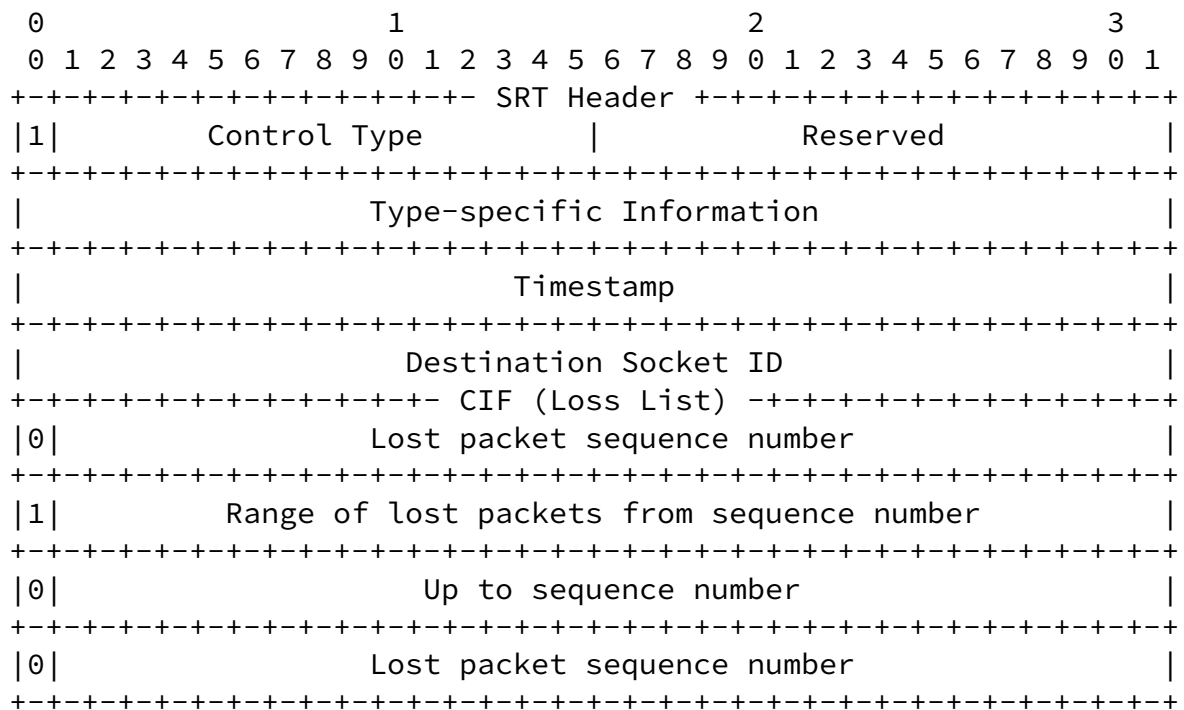 0                   1                   2                   3
 0 1 2 3 4 5 6 7 8 9 0 1 2 3 4 5 6 7 8 9 0 1 2 3 4 5 6 7 8 9 0 1
+-+-+-+-+-+-+-+-+-+-+-+-+- SRT Header +-+-+-+-+-+-+-+-+-+-+-+-+-+
|1|        Control Type         |           Reserved            |
+-+-+-+-+-+-+-+-+-+-+-+-+-+-+-+-+-+-+-+-+-+-+-+-+-+-+-+-+-+-+-+-+
|                   Type-specific Information                   |
+-+-+-+-+-+-+-+-+-+-+-+-+-+-+-+-+-+-+-+-+-+-+-+-+-+-+-+-+-+-+-+-+
|                           Timestamp                           |
+-+-+-+-+-+-+-+-+-+-+-+-+-+-+-+-+-+-+-+-+-+-+-+-+-+-+-+-+-+-+-+-+
|                     Destination Socket ID                     |
+-+-+-+-+-+-+-+-+-+-+-+- CIF (Loss List) -+-+-+-+-+-+-+-+-+-+-+-+
|0|                 Lost packet sequence number                 |
+-+-+-+-+-+-+-+-+-+-+-+-+-+-+-+-+-+-+-+-+-+-+-+-+-+-+-+-+-+-+-+-+
|1|         Range of lost packets from sequence number          |
+-+-+-+-+-+-+-+-+-+-+-+-+-+-+-+-+-+-+-+-+-+-+-+-+-+-+-+-+-+-+-+-+
|0|                    Up to sequence number                    |
+-+-+-+-+-+-+-+-+-+-+-+-+-+-+-+-+-+-+-+-+-+-+-+-+-+-+-+-+-+-+-+-+
|0|                 Lost packet sequence number                 |
+-+-+-+-+-+-+-+-+-+-+-+-+-+-+-+-+-+-+-+-+-+-+-+-+-+-+-+-+-+-+-+-+